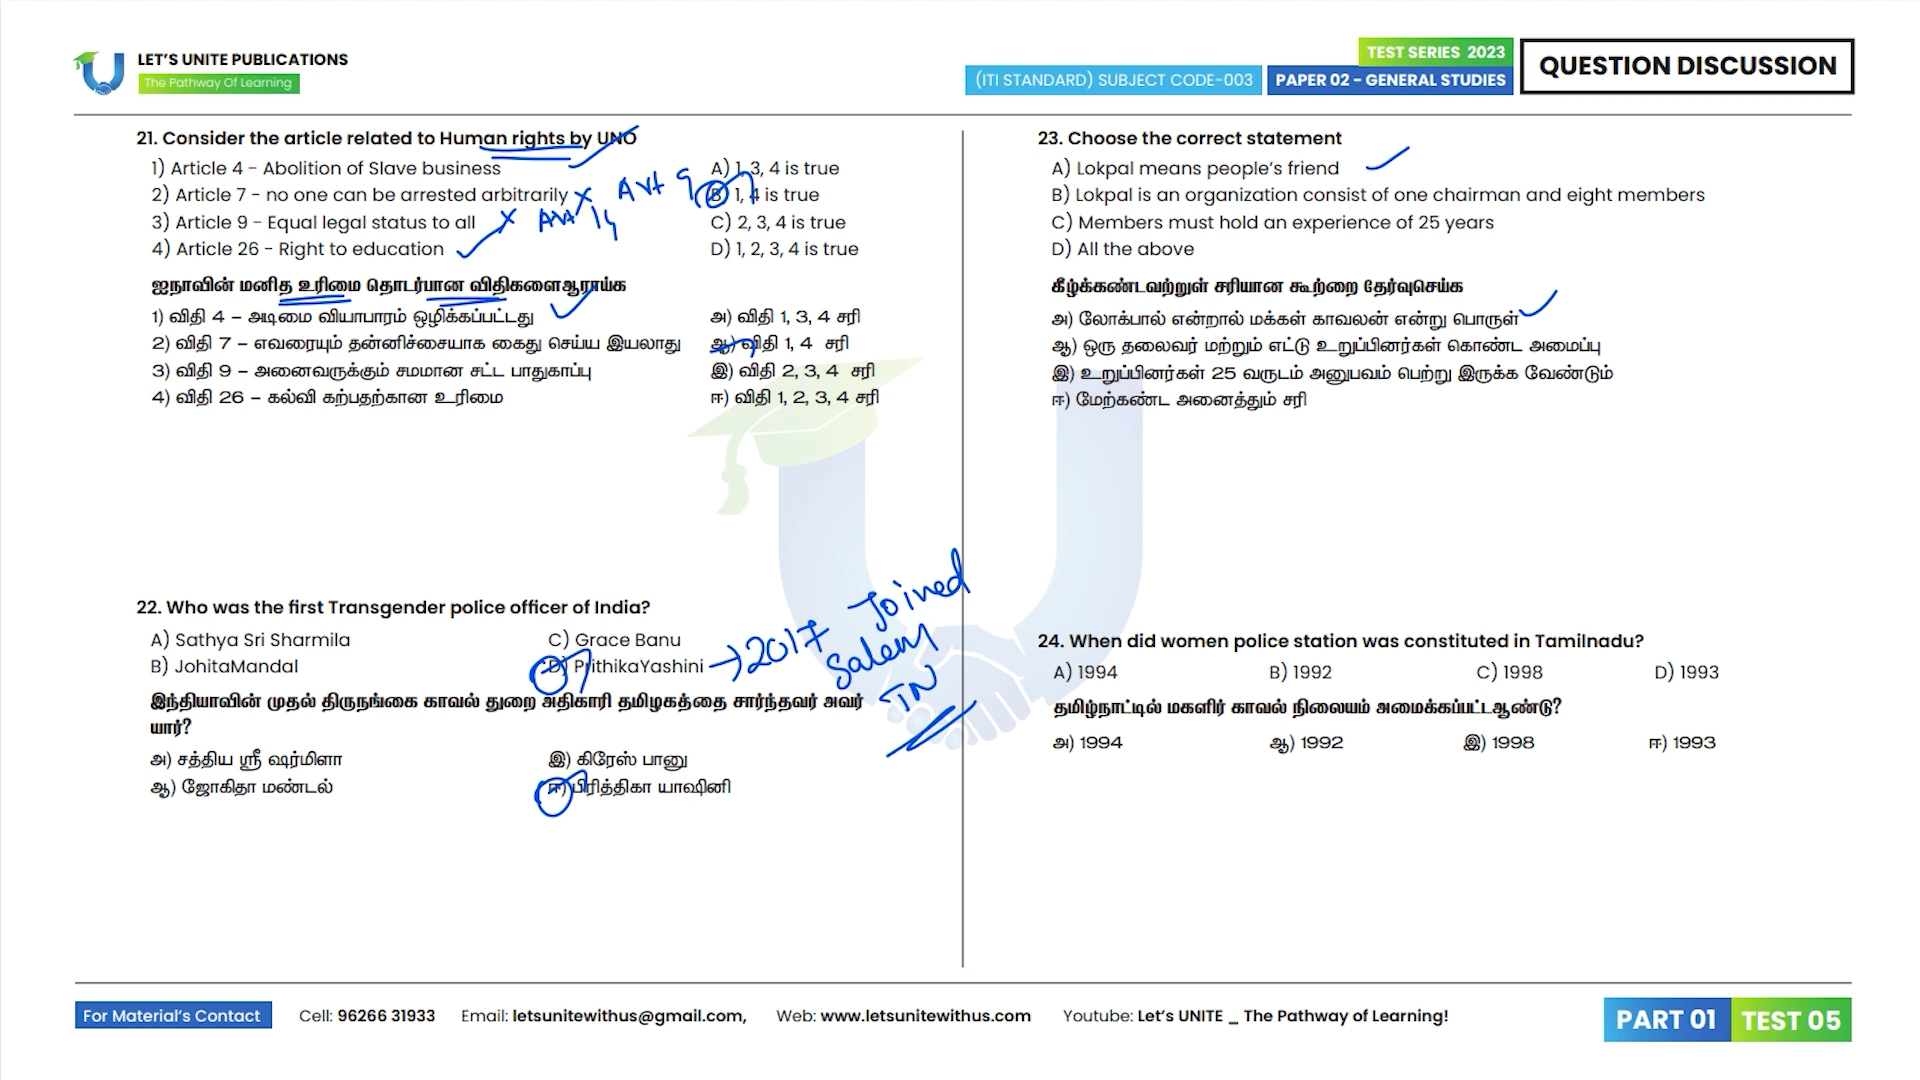 LET'S UNITE PUBLICATIONS
The Pathway Of Learning
TEST SERIES 2023
(ITI STANDARD) SUBJECT CODE-003
PAPER 02 - GENERAL STUDIES
QUESTION DISCUSSION
21. Consider the article related to Human rights by UNO
1) Article 4 - Abolition of Slave business
2) Article 7 - no one can be arrested arbitrarily
3) Article 9 - Equal legal status to all
4) Article 26 - Right to education
A) 1, 3, 4 is true
B) 1, 4 is true
C) 2, 3, 4 is true
D) 1, 2, 3, 4 is true
Art 9
ஐநாவின் மனித உரிமை தொடர்பான விதிகளைஆராய்க
1) விதி 4 – அடிமை வியாபாரம் ஒழிக்கப்பட்டது
2) விதி 7 – எவரையும் தன்னிச்சையாக கைது செய்ய இயலாது
3) விதி 9 – அனைவருக்கும் சமமான சட்ட பாதுகாப்பு
4) விதி 26 – கல்வி கற்பதற்கான உரிமை
அ) விதி 1, 3, 4 சரி
ஆ) விதி 1, 4 சரி
இ) விதி 2, 3, 4 சரி
ஈ) விதி 1, 2, 3, 4 சரி
22. Who was the first Transgender police officer of India?
A) Sathya Sri Sharmila
B) JohitaMandal
C) Grace Banu
D) PrithikaYashini
→2017 Joined
Salem
TN
இந்தியாவின் முதல் திருநங்கை காவல் துறை அதிகாரி தமிழகத்தை சார்ந்தவர் அவர்
யார்?
அ) சத்திய ஸ்ரீ ஷர்மிளா
ஆ) ஜோகிதா மண்டல்
இ) கிரேஸ் பானு
ஈ) பிரித்திகா யாஷினி
23. Choose the correct statement
A) Lokpal means people's friend
B) Lokpal is an organization consist of one chairman and eight members
C) Members must hold an experience of 25 years
D) All the above
கீழ்க்கண்டவற்றுள் சரியான கூற்றை தேர்வுசெய்க
அ) லோக்பால் என்றால் மக்கள் காவலன் என்று பொருள்
ஆ) ஒரு தலைவர் மற்றும் எட்டு உறுப்பினர்கள் கொண்ட அமைப்பு
இ) உறுப்பினர்கள் 25 வருடம் அனுபவம் பெற்று இருக்க வேண்டும்
ஈ) மேற்கண்ட அனைத்தும் சரி
24. When did women police station was constituted in Tamilnadu?
A) 1994 B) 1992 C) 1998 D) 1993
தமிழ்நாட்டில் மகளிர் காவல் நிலையம் அமைக்கப்பட்டஆண்டு?
அ) 1994 ஆ) 1992 இ) 1998 ஈ) 1993
For Material's Contact Cell: 96266 31933 Email: letsunitewithus@gmail.com, Web: www.letsunitewithus.com Youtube: Let's UNITE _ The Pathway of Learning!
PART 01 TEST 05